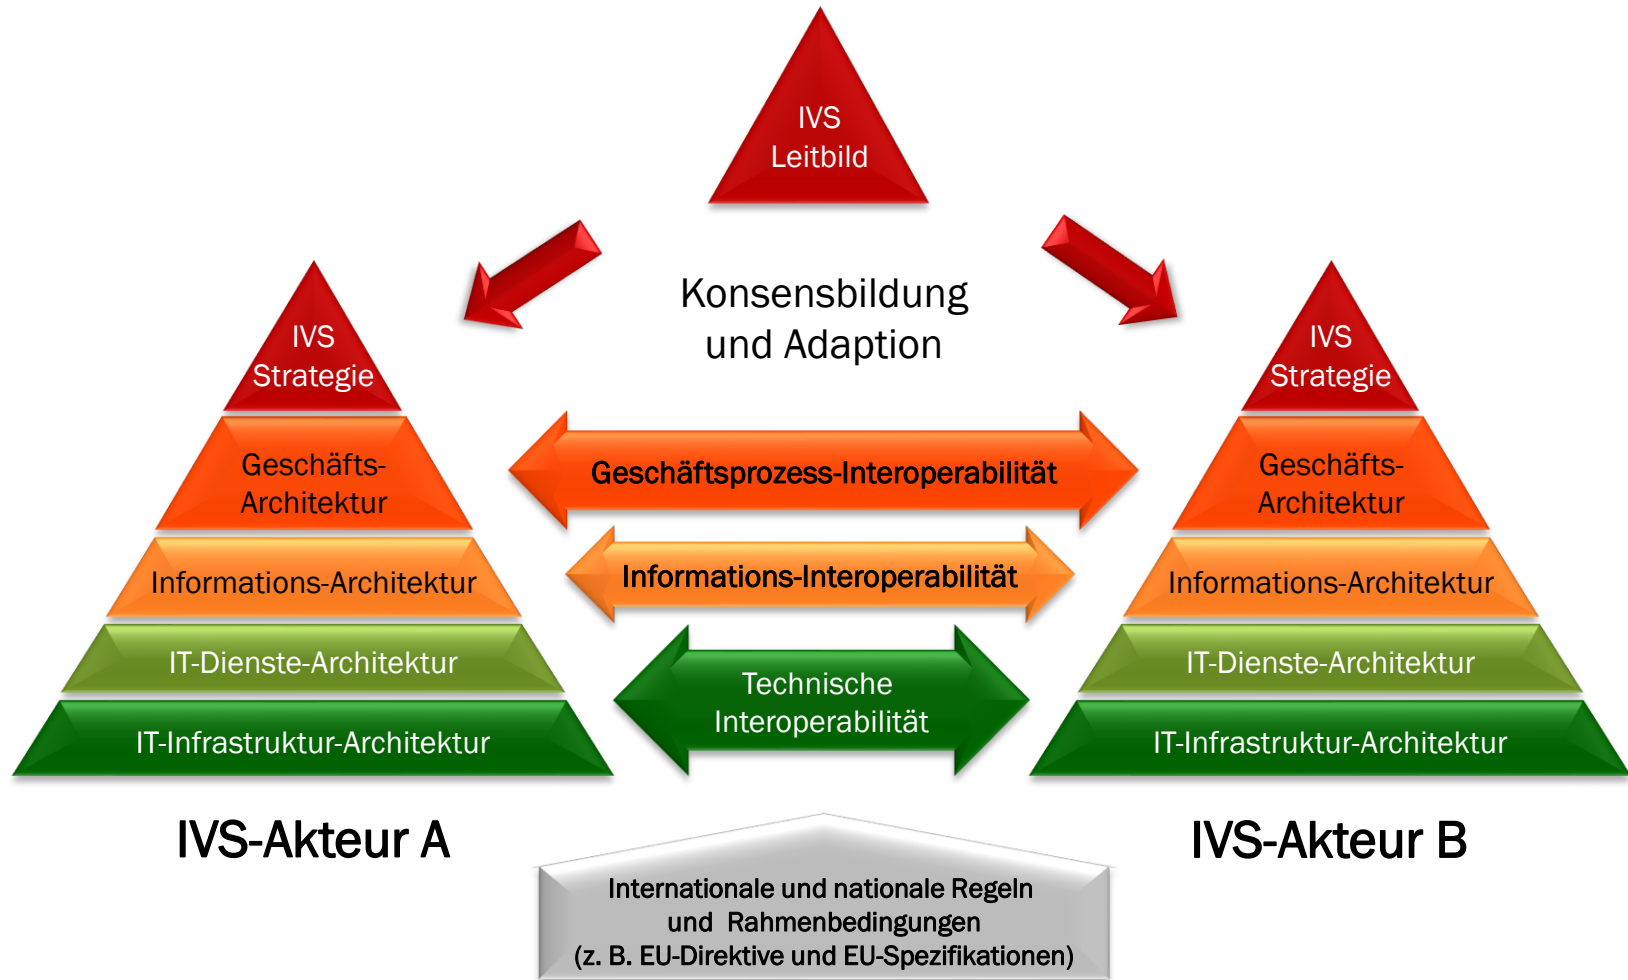 IVS
Leitbild
Konsensbildung
und Adaption
IVS
Strategie
Geschäfts-
Architektur
Informations-Architektur
IT-Dienste-Architektur
IT-Infrastruktur-Architektur
IVS-Akteur A
Geschäftsprozess-Interoperabilität
Informations-Interoperabilität
Technische
Interoperabilität
IVS
Strategie
Geschäfts-
Architektur
Informations-Architektur
IT-Dienste-Architektur
IT-Infrastruktur-Architektur
IVS-Akteur B
Internationale und nationale Regeln
und Rahmenbedingungen
(z. B. EU-Direktive und EU-Spezifikationen)